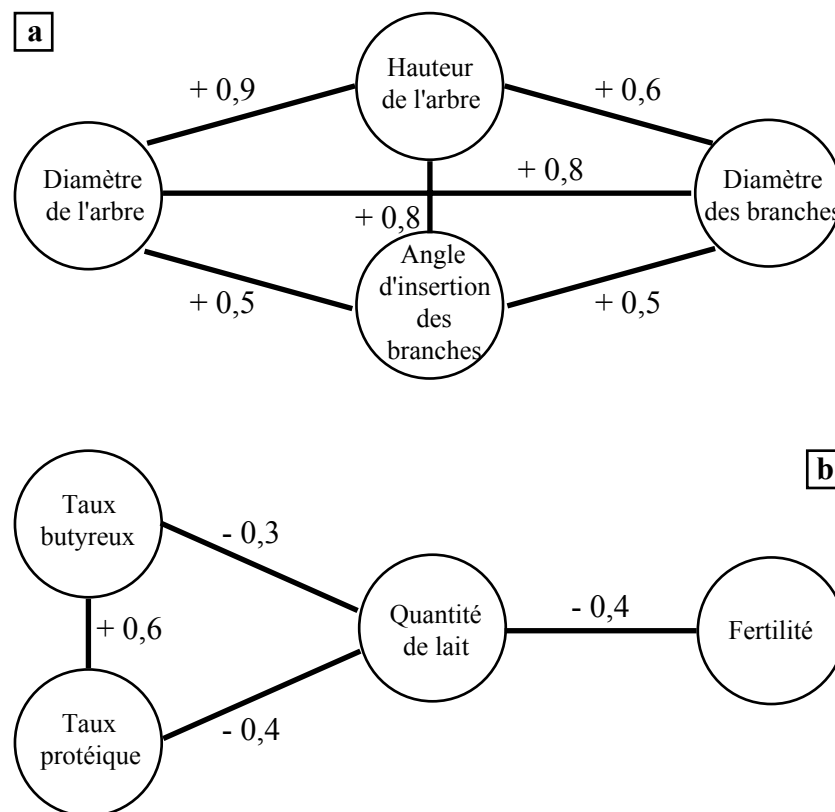 a
Hauteur
de l'arbre
+ 0,9
+ 0,6
Diamètre
de l'arbre
+ 0,8
Diamètre
des branches
+ 0,8
Angle
d'insertion
des
branches
+ 0,5
+ 0,5
b
Taux
butyreux
- 0,3
Quantité
de lait
- 0,4
Fertilité
+ 0,6
Taux
protéique
- 0,4